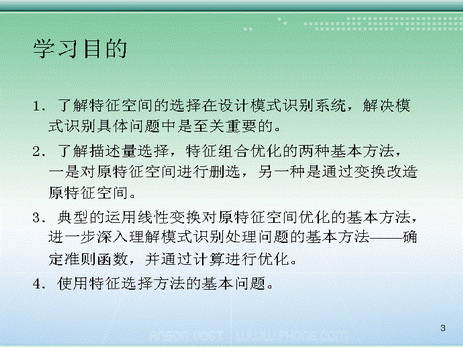 学习目的
1. 了解特征空间的选择在设计模式识别系统，解决模
式识别具体问题中是至关重要的。
2. 了解描述量选择，特征组合优化的两种基本方法，
一是对原特征空间进行删选，另一种是通过变换改造
原特征空间。
3. 典型的运用线性变换对原特征空间优化的基本方法，
进一步深入理解模式识别处理问题的基本方法——确
定准则函数，并通过计算进行优化。
4. 使用特征选择方法的基本问题。
3